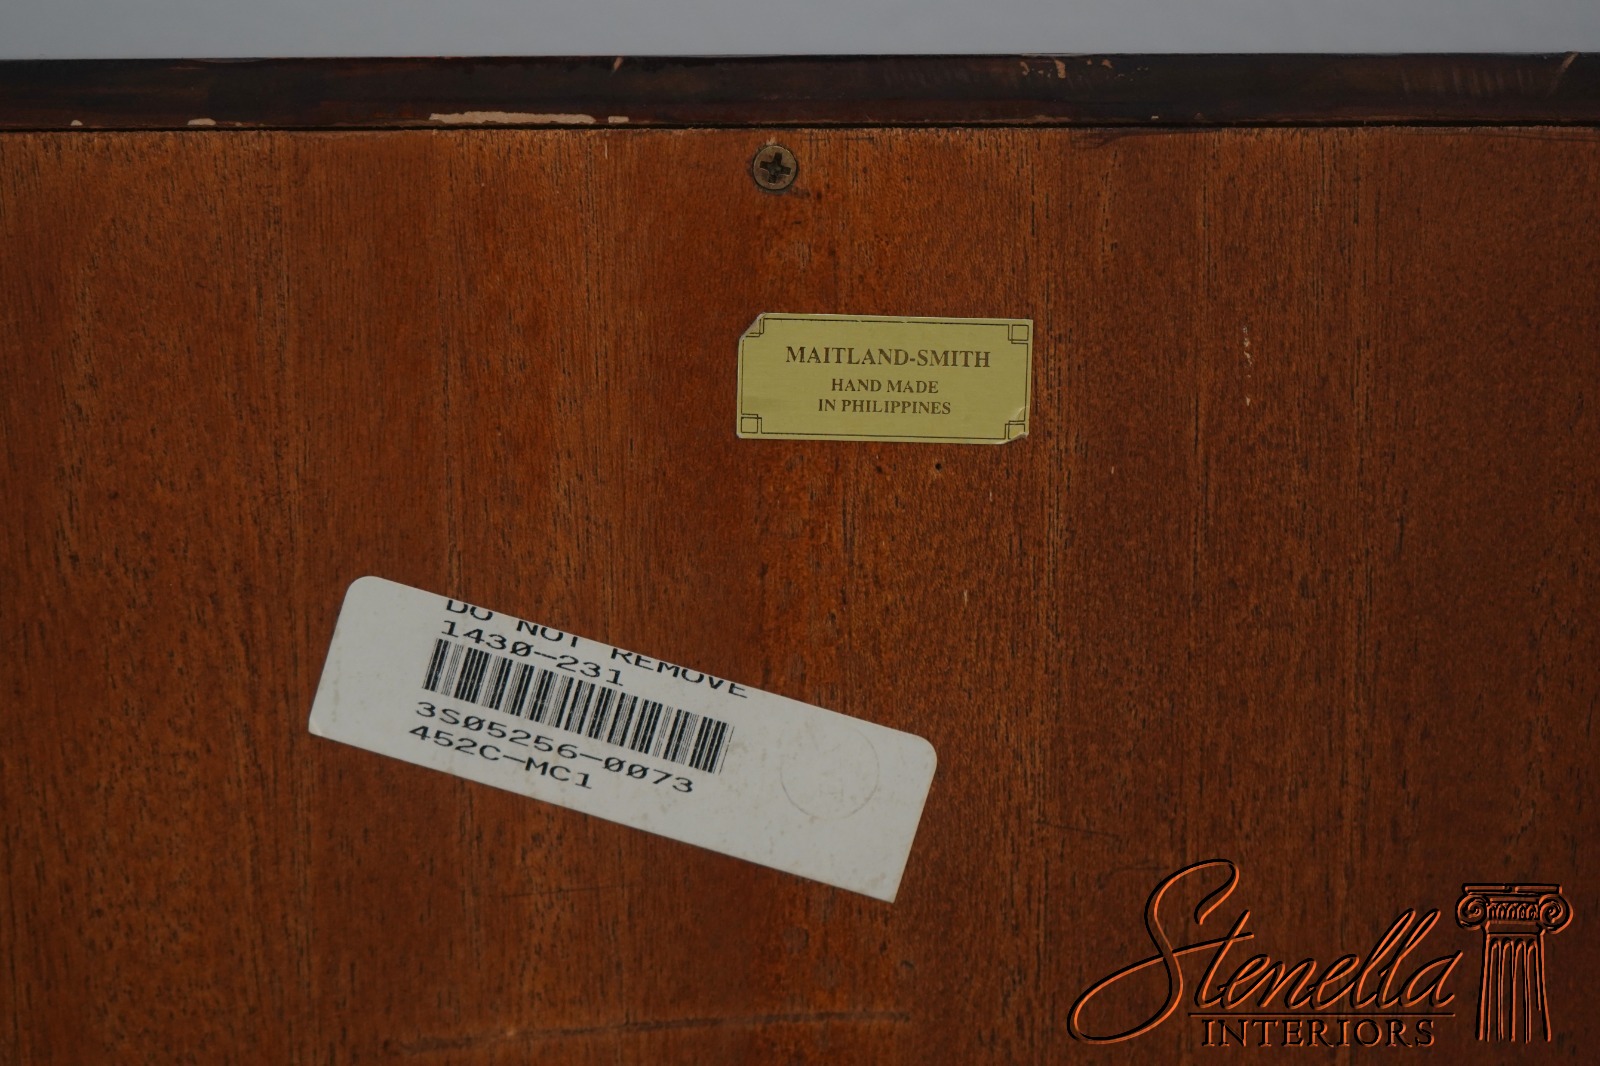 MAITLAND-SMITH
HAND MADE
IN PHILIPPINES
DO NOT REMOVE
1430-231
3S05256-0073
452C-MC1
Stenella
INTERIORS